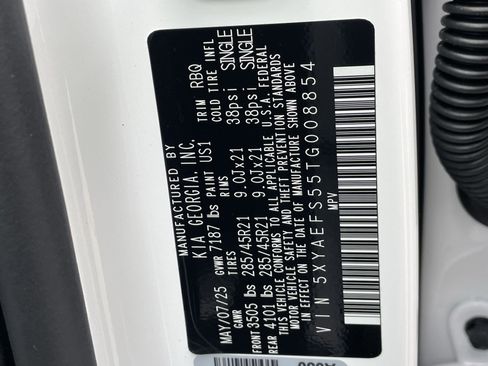 MANUFACTURED BY
KIA GEORGIA, INC.
MAY/07/25 PAINT US1 TRIM RBQ
GVWR 7187 lbs
GAWR TIRES RIMS COLD TIRE INFL
FRONT 3505 lbs 285/45R21 9.0Jx21 38psi SINGLE
REAR 4101 lbs 285/45R21 9.0Jx21 38psi SINGLE
THIS VEHICLE CONFORMS TO ALL APPLICABLE U.S.A. FEDERAL
MOTOR VEHICLE SAFETY AND THEFT PREVENTION STANDARDS
IN EFFECT ON THE DATE OF MANUFACTURE SHOWN ABOVE
VIN 5XYAEFS55TG008854
MPV